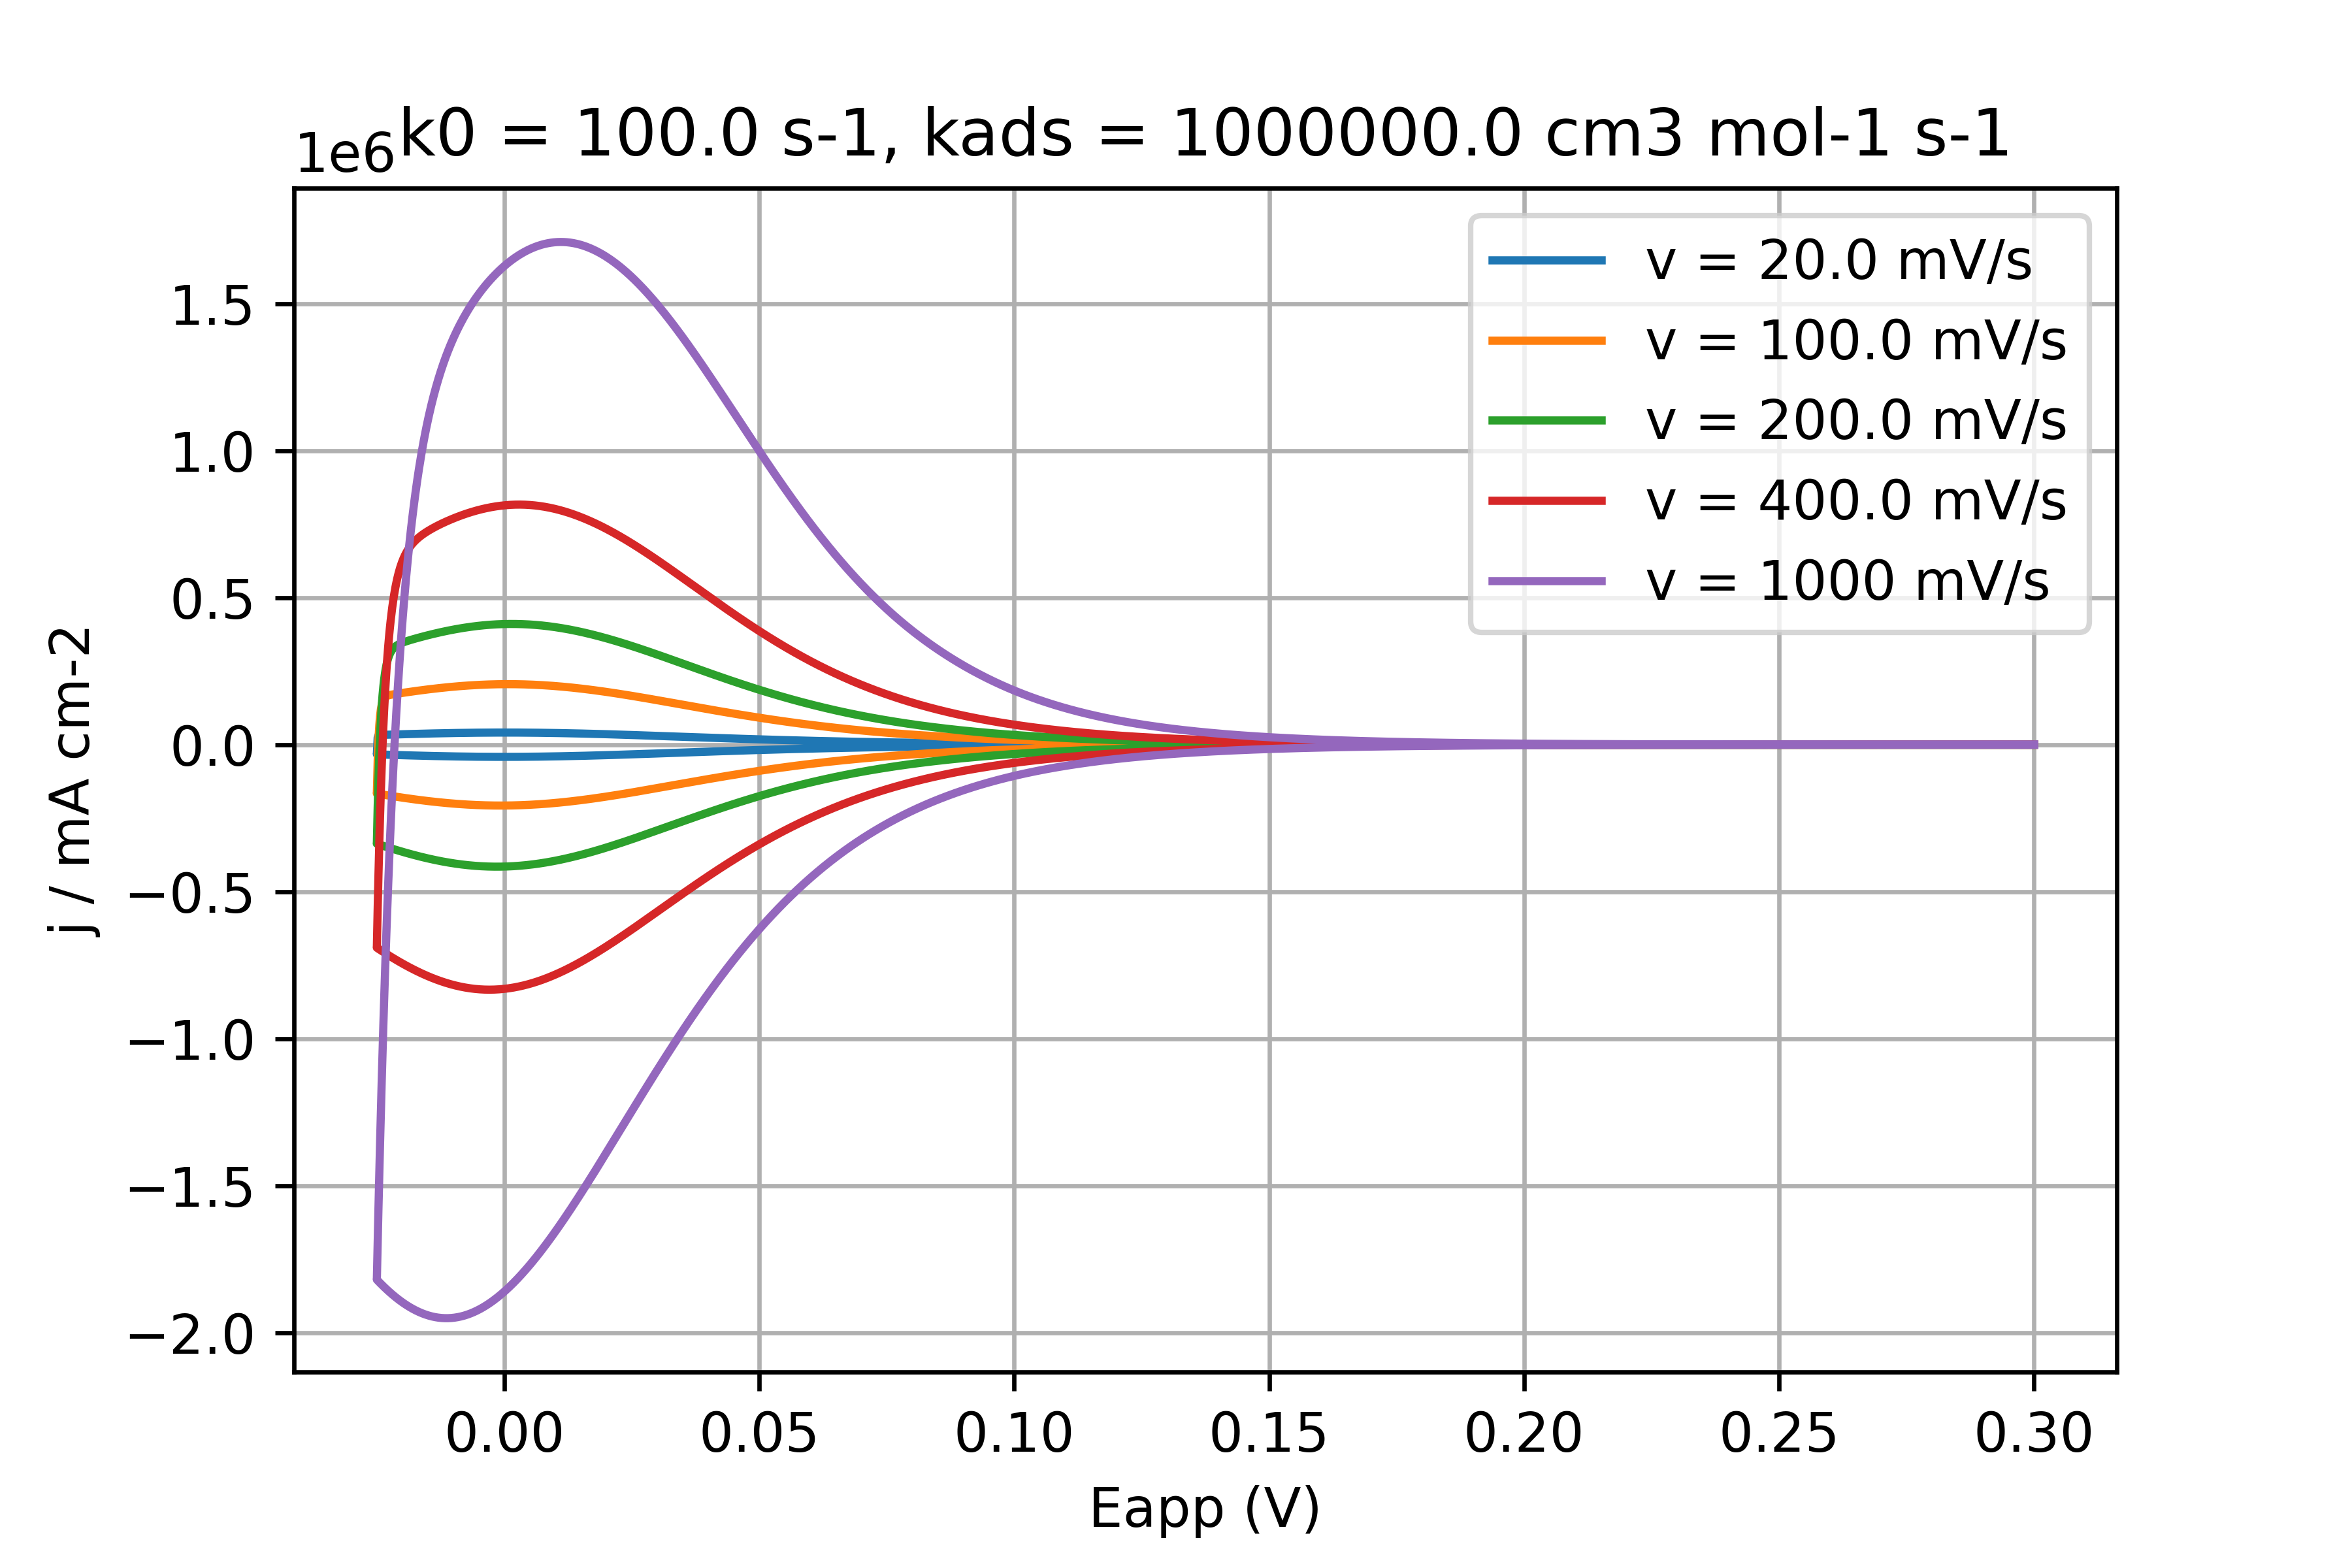 1e6
k0 = 100.0 s-1, kads = 1000000.0 cm3 mol-1 s-1
v = 20.0 mV/s
v = 100.0 mV/s
v = 200.0 mV/s
v = 400.0 mV/s
v = 1000 mV/s
1.5
1.0
0.5
0.0
−0.5
−1.0
−1.5
−2.0
j / mA cm-2
0.00 0.05 0.10 0.15 0.20 0.25 0.30
Eapp (V)